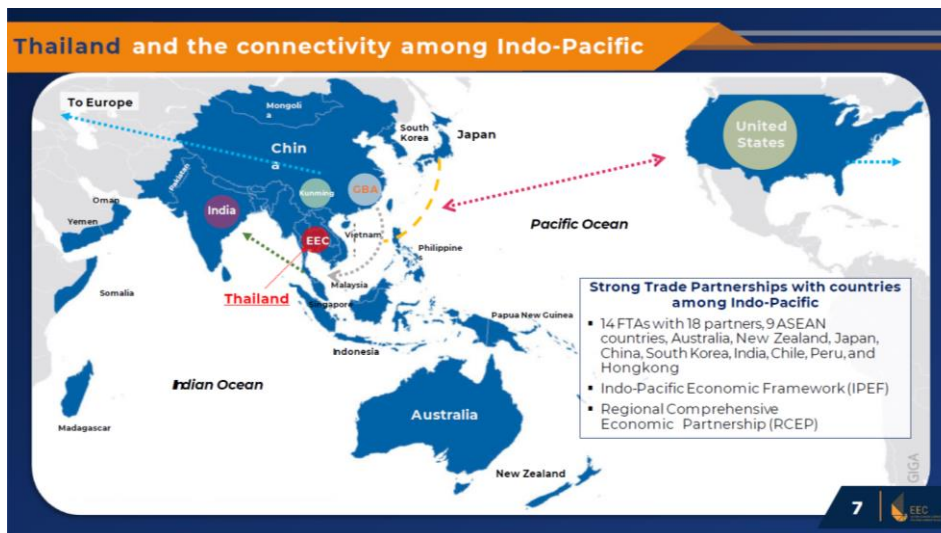 Thailand and the connectivity among Indo-Pacific
To Europe
Mongoli
a
South
Korea
Japan
Chin
a
United
States
Pakistan
Kunming
GBA
Oman
India
Yemen
EEC
Vietnam
Pacific Ocean
Philippine
s
Malaysia
Thailand
Singapore
Somalia
Papua New Guinea
Indonesia
Indian Ocean
Madagascar
Australia
New Zealand
Strong Trade Partnerships with countries
among Indo-Pacific
▪ 14 FTAs with 18 partners, 9 ASEAN
countries, Australia, New Zealand, Japan,
China, South Korea, India, Chile, Peru, and
Hongkong
▪ Indo-Pacific Economic Framework (IPEF)
▪ Regional Comprehensive
Economic Partnership (RCEP)
GIGA
7
EEC